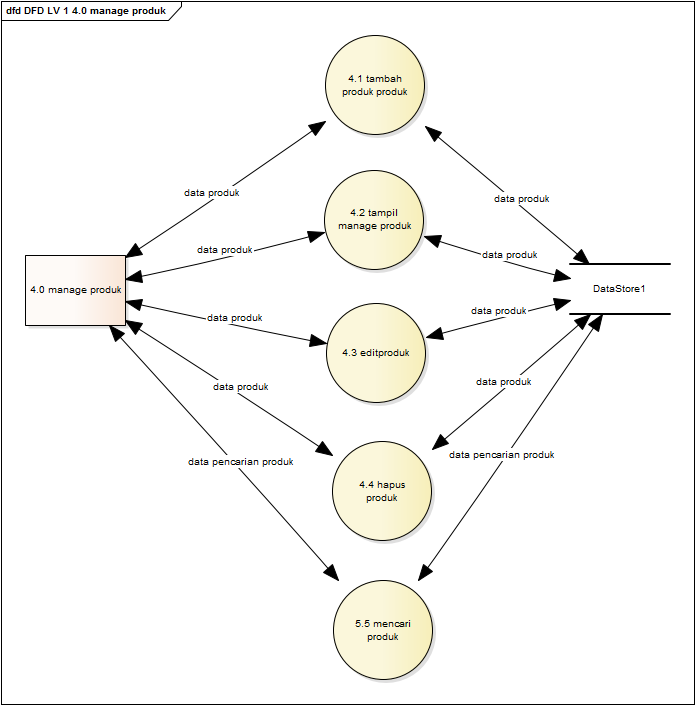 dfd DFD LV 1 4.0 manage produk
4.1 tambah
produk produk
data produk
data produk
4.2 tampil
manage produk
data produk
data produk
4.0 manage produk
DataStore1
data produk
data produk
4.3 editproduk
data produk
data produk
data pencarian produk
data pencarian produk
4.4 hapus
produk
5.5 mencari
produk